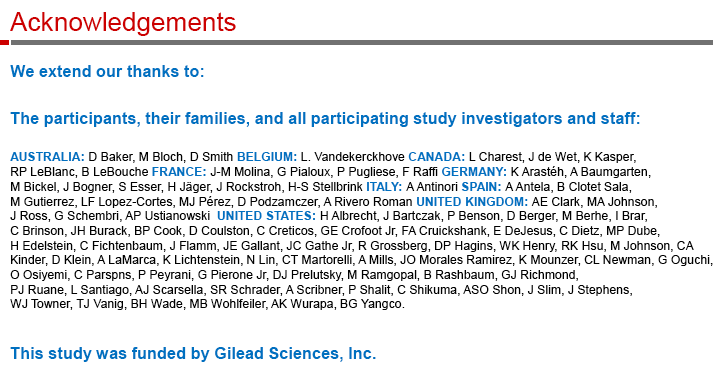 Acknowledgements
We extend our thanks to:
The participants, their families, and all participating study investigators and staff:
AUSTRALIA: D Baker, M Bloch, D Smith BELGIUM: L. Vandekerckhove CANADA: L Charest, J de Wet, K Kasper,
RP LeBlanc, B LeBouche FRANCE: J-M Molina, G Pialoux, P Pugliese, F Raffi GERMANY: K Arastéh, A Baumgarten,
M Bickel, J Bogner, S Esser, H Jäger, J Rockstroh, H-S Stellbrink ITALY: A Antinori SPAIN: A Antela, B Clotet Sala,
M Gutierrez, LF Lopez-Cortes, MJ Pérez, D Podzamczer, A Rivero Roman UNITED KINGDOM: AE Clark, MA Johnson,
J Ross, G Schembri, AP Ustianowski UNITED STATES: H Albrecht, J Bartczak, P Benson, D Berger, M Berhe, I Brar,
C Brinson, JH Burack, BP Cook, D Coulston, C Creticos, GE Crofoot Jr, FA Cruickshank, E DeJesus, C Dietz, MP Dube,
H Edelstein, C Fichtenbaum, J Flamm, JE Gallant, JC Gathe Jr, R Grossberg, DP Hagins, WK Henry, RK Hsu, M Johnson, CA
Kinder, D Klein, A LaMarca, K Lichtenstein, N Lin, CT Martorelli, A Mills, JO Morales Ramirez, K Mounzer, CL Newman, G Oguchi,
O Osiyemi, C Parspns, P Peyrani, G Pierone Jr, DJ Prelutsky, M Ramgopal, B Rashbaum, GJ Richmond,
PJ Ruane, L Santiago, AJ Scarsella, SR Schrader, A Scribner, P Shalit, C Shikuma, ASO Shon, J Slim, J Stephens,
WJ Towner, TJ Vanig, BH Wade, MB Wohlfeiler, AK Wurapa, BG Yangco.
This study was funded by Gilead Sciences, Inc.